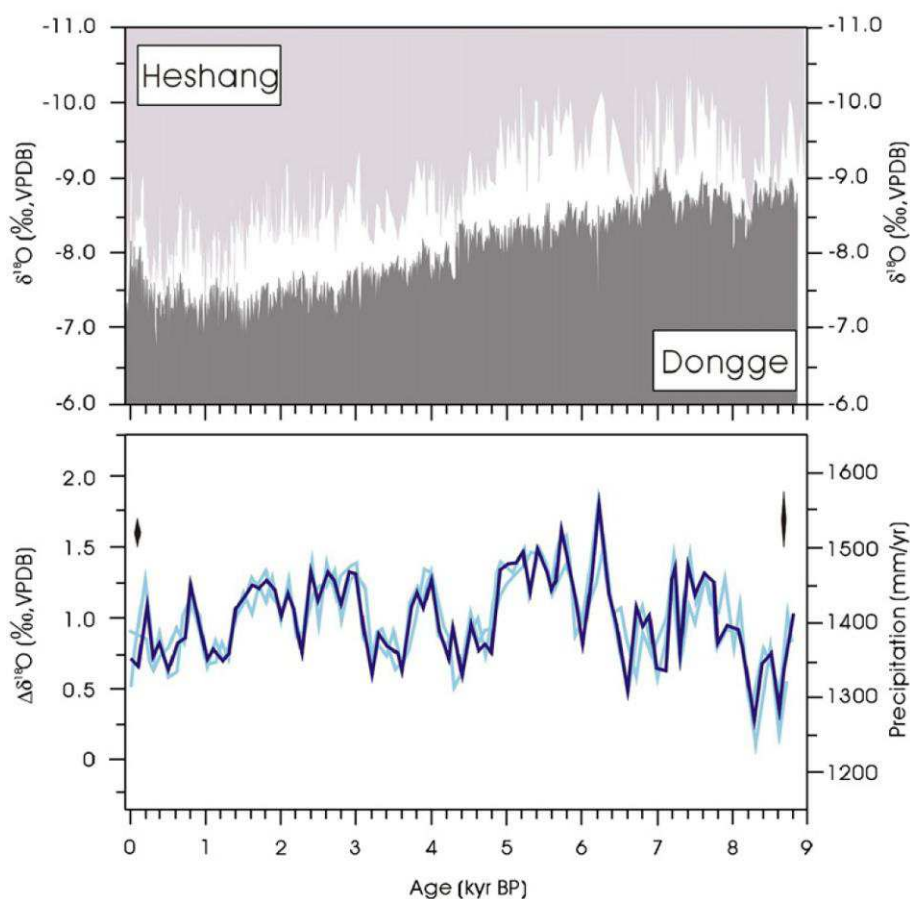 Heshang
Dongge
-11.0
-10.0
-9.0
-8.0
-7.0
-6.0
δ¹⁸O (‰, VPDB)
-11.0
-10.0
-9.0
-8.0
-7.0
-6.0
δ¹⁸O (‰, VPDB)
2.0
1.5
1.0
0.5
0
Δδ¹⁸O (‰, VPDB)
1600
1500
1400
1300
1200
Precipitation (mm/yr)
0 1 2 3 4 5 6 7 8 9
Age (kyr BP)